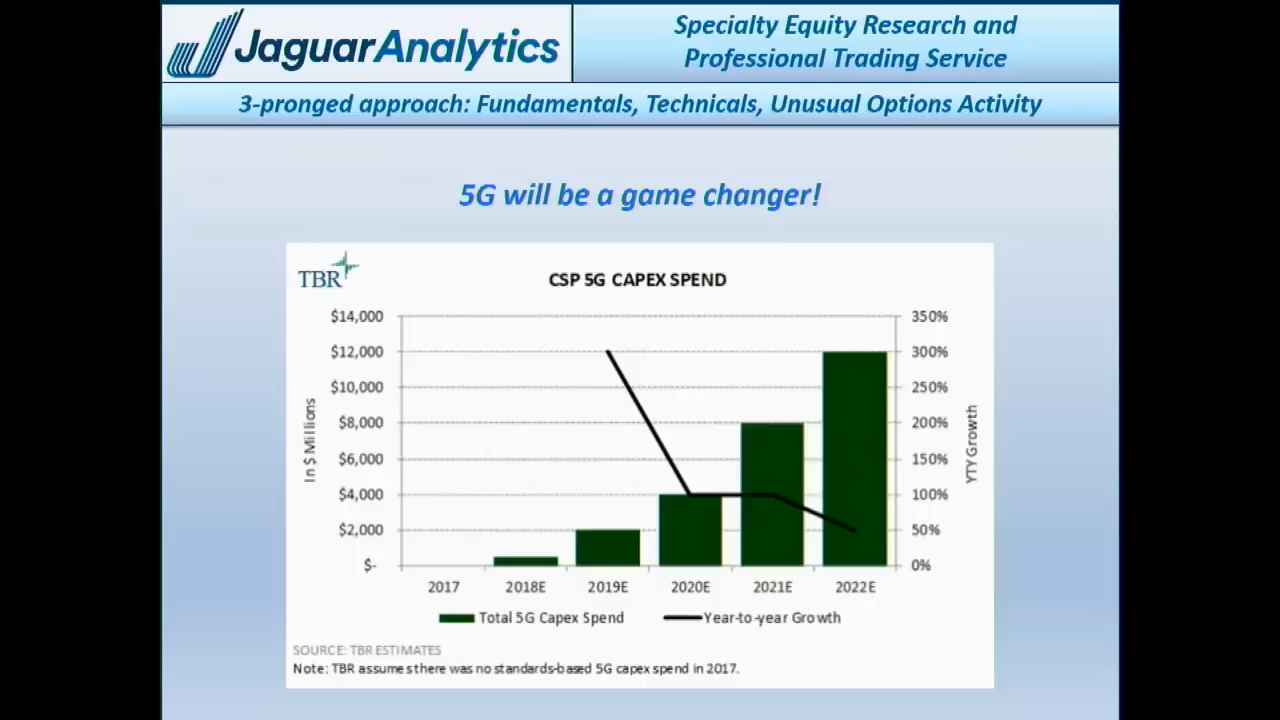 JaguarAnalytics
Specialty Equity Research and
Professional Trading Service
3-pronged approach: Fundamentals, Technicals, Unusual Options Activity
5G will be a game changer!
TBR
CSP 5G CAPEX SPEND
In $ Millions
$14,000
$12,000
$10,000
$8,000
$6,000
$4,000
$2,000
$-
350%
300%
250%
200%
150%
100%
50%
0%
YTY Growth
2017 2018E 2019E 2020E 2021E 2022E
Total 5G Capex Spend Year-to-year Growth
SOURCE: TBR ESTIMATES
Note: TBR assumes there was no standards-based 5G capex spend in 2017.